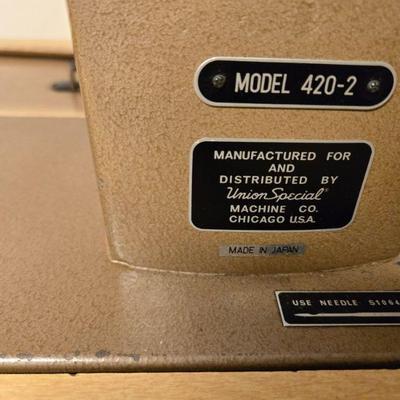 MODEL 420-2
MANUFACTURED FOR
AND
DISTRIBUTED BY
Union Special®
MACHINE CO.
CHICAGO U.S.A.
MADE IN JAPAN
USE NEEDLE